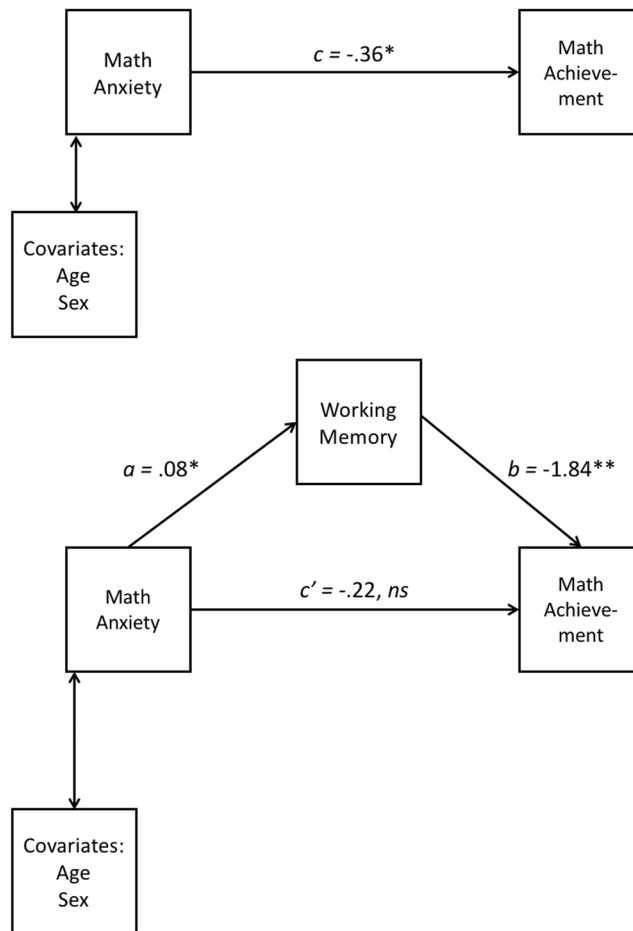 Math
Anxiety
c = -.36*
Math
Achieve-
ment
Covariates:
Age
Sex
Working
Memory
a = .08*
b = -1.84**
Math
Anxiety
c’ = -.22, ns
Math
Achieve-
ment
Covariates:
Age
Sex